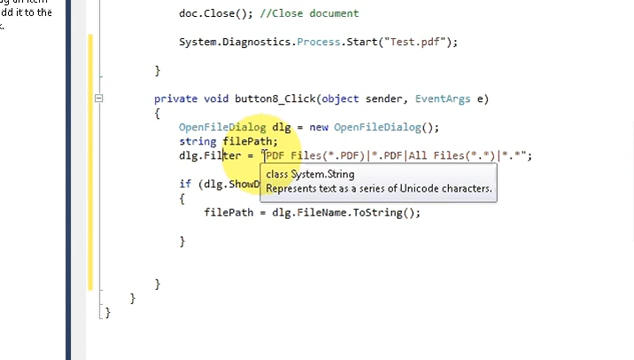 ag an item
add it to the
k.
doc.Close(); //Close document
System.Diagnostics.Process.Start("Test.pdf");
}
private void button8_Click(object sender, EventArgs e)
{
OpenFileDialog dlg = new OpenFileDialog();
string filePath;
dlg.Filter = "PDF Files(*.PDF)|*.PDF|All Files(*.*)|*.*";
class System.String
Represents text as a series of Unicode characters.
if (dlg.ShowD
{
filePath = dlg.FileName.ToString();
}
}
}
}